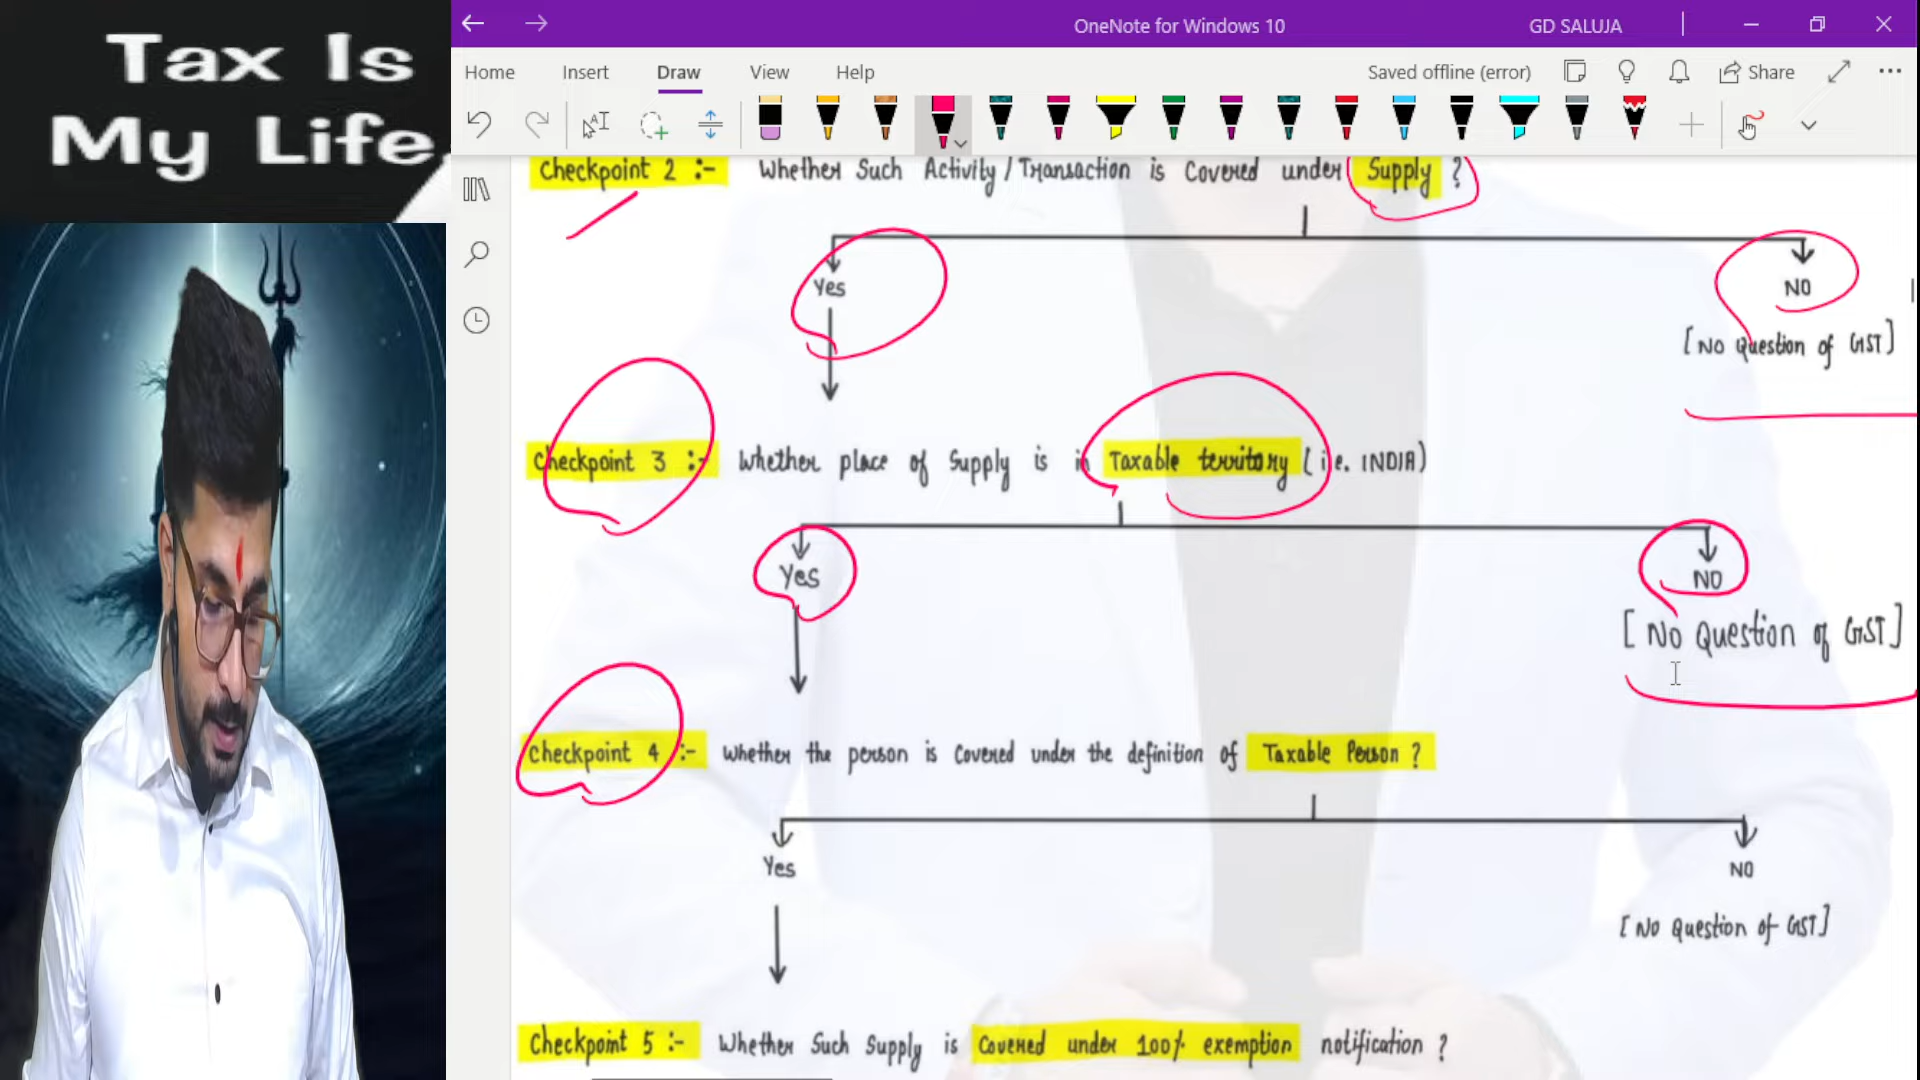 Tax Is
My Life
OneNote for Windows 10
GD SALUJA
Home Insert Draw View Help
Saved offline (error)
Share
Checkpoint 2 :- Whether Such Activity/Transaction is Covered under Supply ?
Yes
NO
[NO Question of GST]
Checkpoint 3 :- Whether place of Supply is in Taxable territory (i.e. INDIA)
Yes
NO
[ No Question of GST]
Checkpoint 4 :- Whether the person is Covered under the definition of Taxable Person ?
Yes
NO
[ No Question of GST]
Checkpoint 5 :- Whether Such Supply is Covered under 100% exemption notification ?